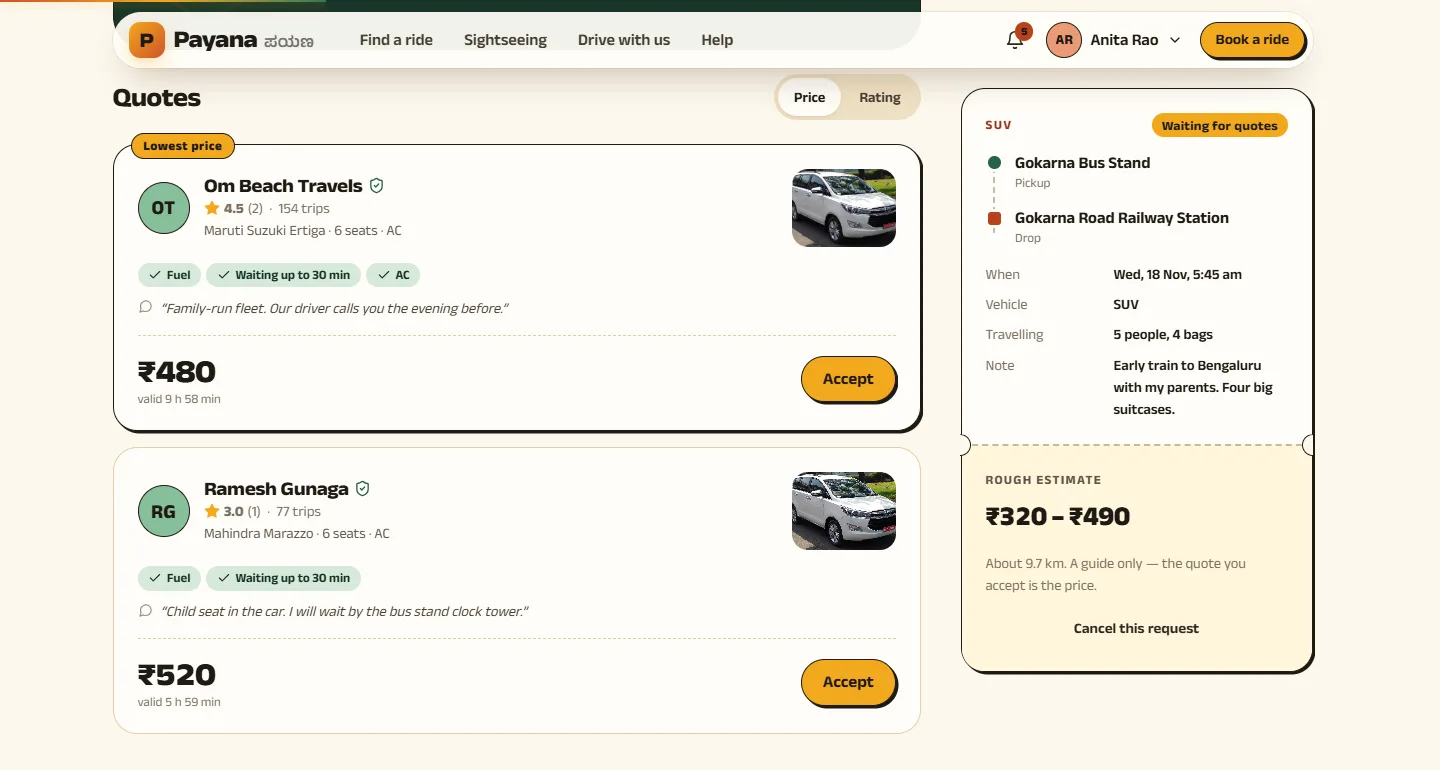 P Payana ಪಯಣ Find a ride Sightseeing Drive with us Help 5 AR Anita Rao Book a ride
Quotes
Price Rating
Lowest price
OT
Om Beach Travels
4.5 (2) · 154 trips
Maruti Suzuki Ertiga · 6 seats · AC
Fuel Waiting up to 30 min AC
“Family-run fleet. Our driver calls you the evening before.”
₹480
valid 9 h 58 min
Accept
RG
Ramesh Gunaga
3.0 (1) · 77 trips
Mahindra Marazzo · 6 seats · AC
Fuel Waiting up to 30 min
“Child seat in the car. I will wait by the bus stand clock tower.”
₹520
valid 5 h 59 min
Accept
SUV Waiting for quotes
Gokarna Bus Stand
Pickup
Gokarna Road Railway Station
Drop
When Wed, 18 Nov, 5:45 am
Vehicle SUV
Travelling 5 people, 4 bags
Note Early train to Bengaluru
with my parents. Four big
suitcases.
ROUGH ESTIMATE
₹320 – ₹490
About 9.7 km. A guide only — the quote you
accept is the price.
Cancel this request